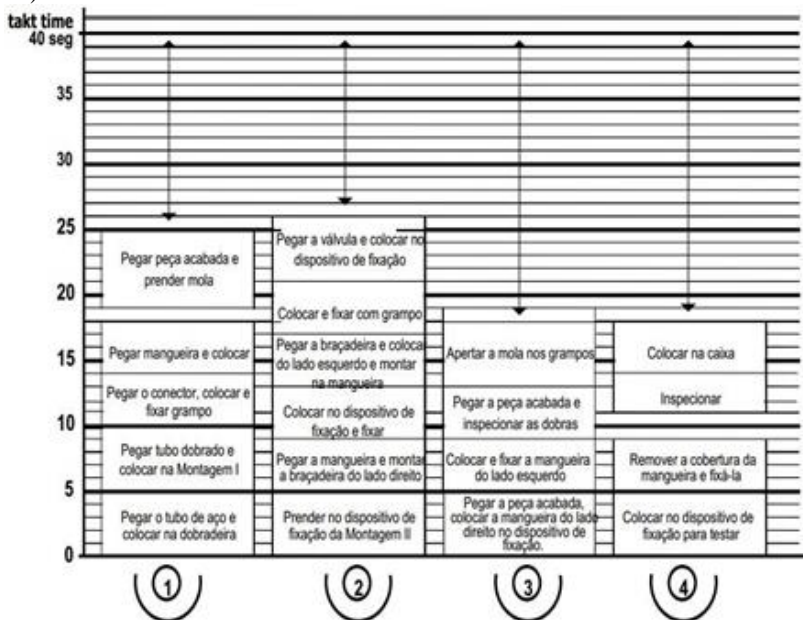 takt time
40 seg
35
30
25
20
15
10
5
0
Pegar peça acabada e
prender mola
Pegar mangueira e colocar
Pegar o conector, colocar e
fixar grampo
Pegar tubo dobrado e
colocar na Montagem I
Pegar o tubo de aço e
colocar na dobradeira
1
Pegar a válvula e colocar no
dispositivo de fixação
Colocar e fixar com grampo
Pegar a braçadeira e coloca
do lado esquerdo e montar
na mangueira
Colocar no dispositivo de
fixação e fixar
Pegar a mangueira e monta
a braçadeira do lado direito
Prender no dispositivo de
fixação da Montagem II
2
Apertar a mola nos grampos
Pegar a peça acabada e
inspecionar as dobras
Colocar e fixar a mangueira
do lado esquerdo
Pegar a peça acabada,
colocar a mangueira do lado
direito no dispositivo de
fixação.
3
Colocar na caixa
Inspecionar
Remover a cobertura da
mangueira e fixá-la
Colocar no dispositivo de
fixação para testar
4